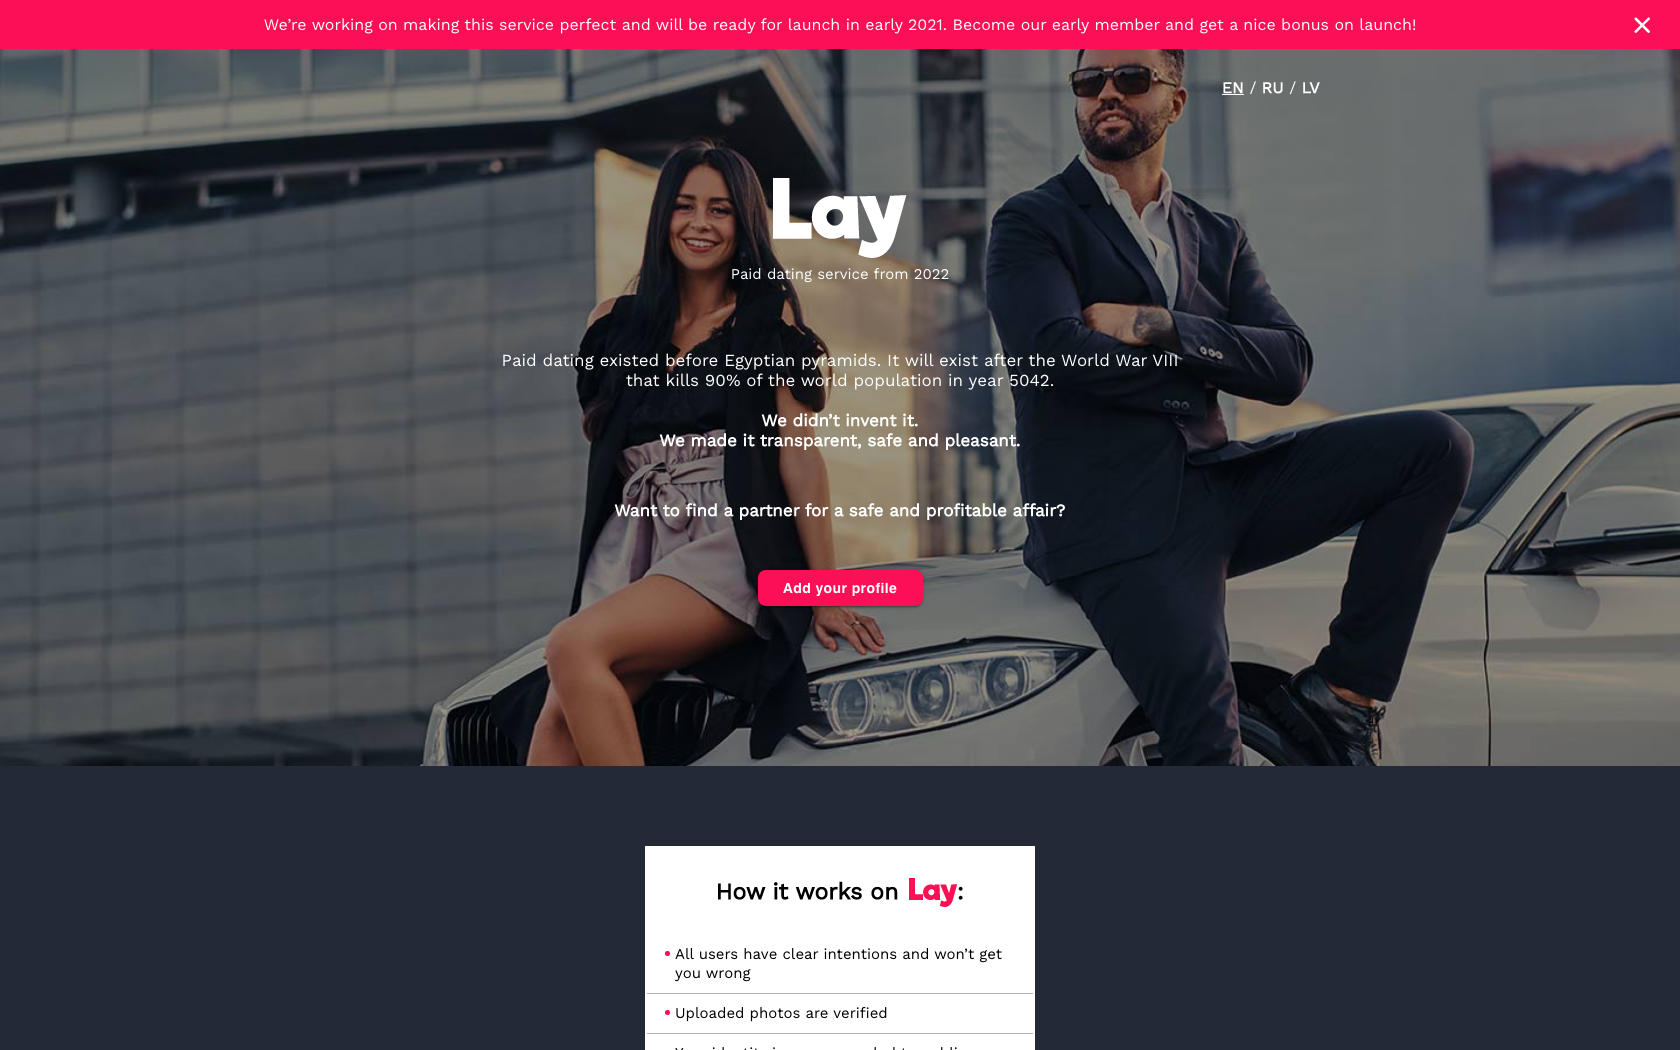 We're working on making this service perfect and will be ready for launch in early 2021. Become our early member and get a nice bonus on launch!
EN / RU / LV
Lay
Paid dating service from 2022
Paid dating existed before Egyptian pyramids. It will exist after the World War VIII
that kills 90% of the world population in year 5042.
We didn't invent it.
We made it transparent, safe and pleasant.
Want to find a partner for a safe and profitable affair?
Add your profile
How it works on Lay:
• All users have clear intentions and won't get
you wrong
• Uploaded photos are verified